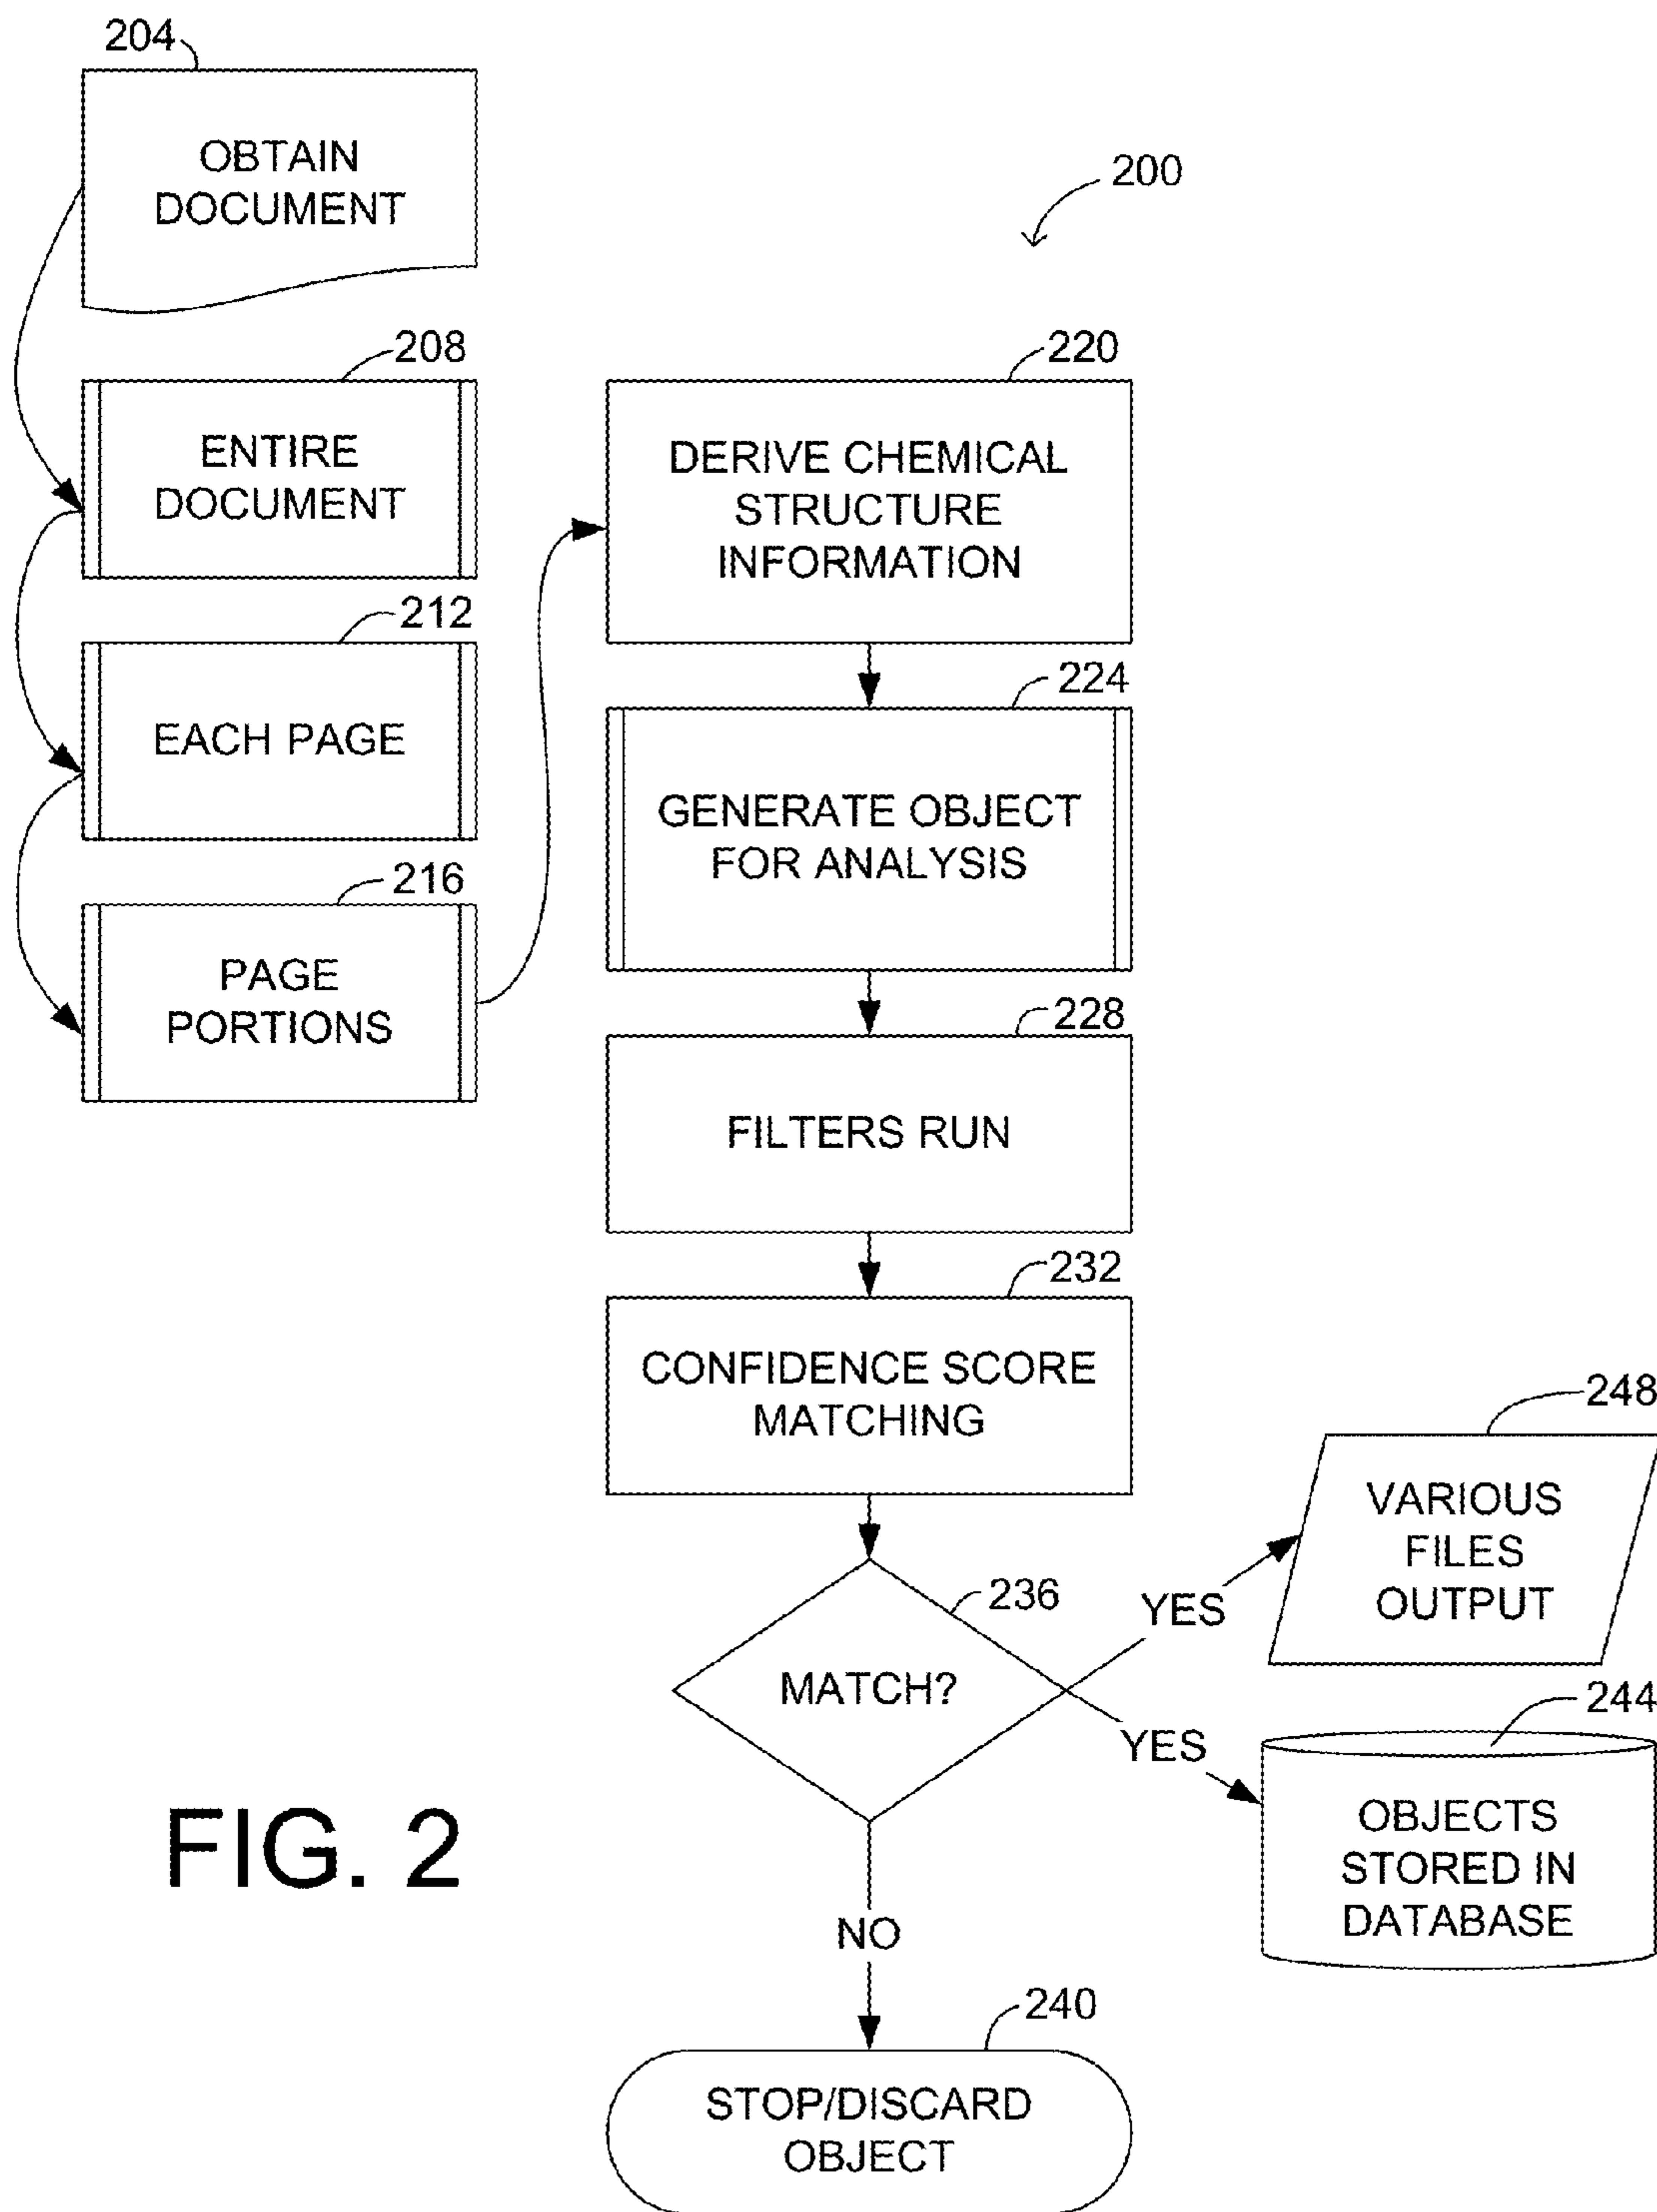 204
OBTAIN
DOCUMENT
200
208
ENTIRE
DOCUMENT
212
EACH PAGE
216
PAGE
PORTIONS
220
DERIVE CHEMICAL
STRUCTURE
INFORMATION
224
GENERATE OBJECT
FOR ANALYSIS
228
FILTERS RUN
232
CONFIDENCE SCORE
MATCHING
236
MATCH?
YES
248
VARIOUS
FILES
OUTPUT
YES
244
OBJECTS
STORED IN
DATABASE
NO
240
STOP/DISCARD
OBJECT
FIG. 2